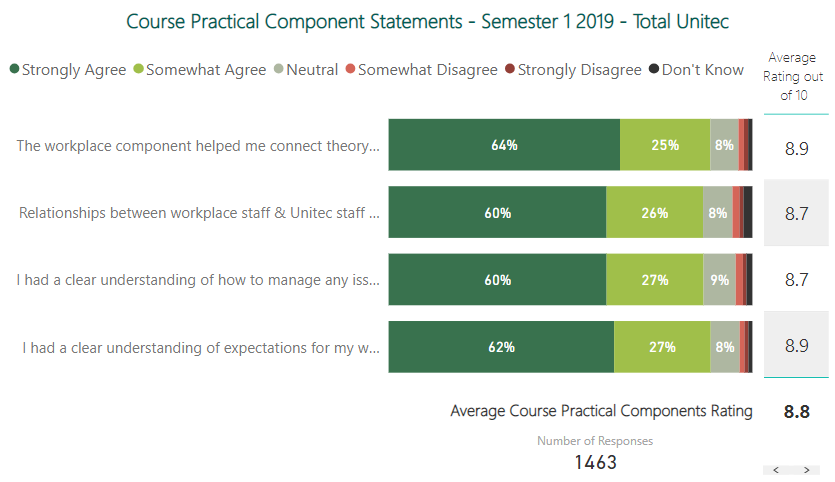 Course Practical Component Statements - Semester 1 2019 - Total Unitec
Strongly Agree Somewhat Agree Neutral Somewhat Disagree Strongly Disagree Don't Know
Average
Rating out
of 10
The workplace component helped me connect theory... 64% 25% 8% 8.9
Relationships between workplace staff & Unitec staff ... 60% 26% 8% 8.7
I had a clear understanding of how to manage any iss... 60% 27% 9% 8.7
I had a clear understanding of expectations for my w... 62% 27% 8% 8.9
Average Course Practical Components Rating 8.8
Number of Responses
1463